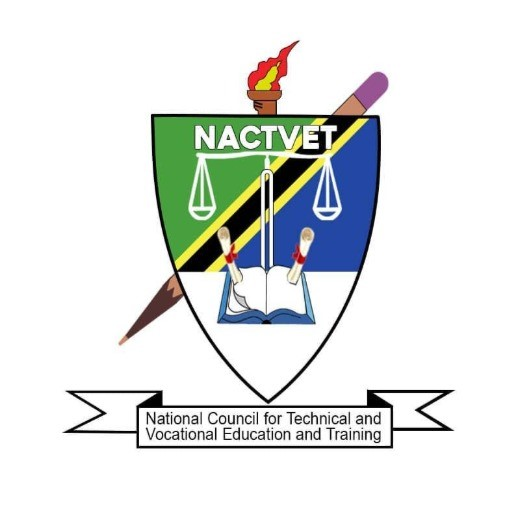 NACTVET
National Council for Technical and
Vocational Education and Training